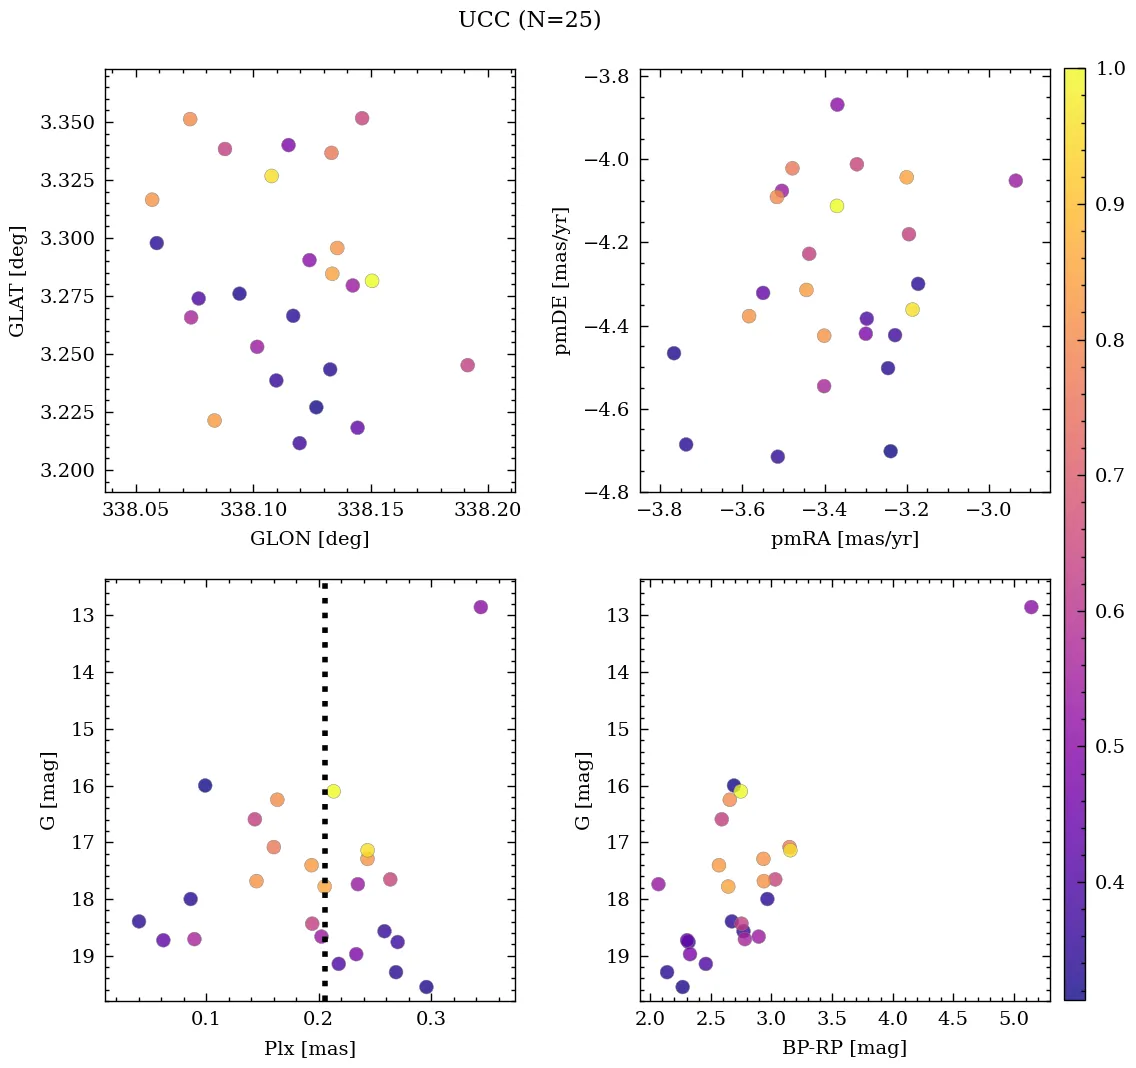 UCC (N=25)
3.350
3.325
3.300
3.275
3.250
3.225
3.200
GLAT [deg]
338.05 338.10 338.15 338.20
GLON [deg]
−3.8
−4.0
−4.2
−4.4
−4.6
−4.8
pmDE [mas/yr]
−3.8 −3.6 −3.4 −3.2 −3.0
pmRA [mas/yr]
13
14
15
16
17
18
19
G [mag]
0.1 0.2 0.3
Plx [mas]
13
14
15
16
17
18
19
G [mag]
2.0 2.5 3.0 3.5 4.0 4.5 5.0
BP-RP [mag]
1.0
0.9
0.8
0.7
0.6
0.5
0.4